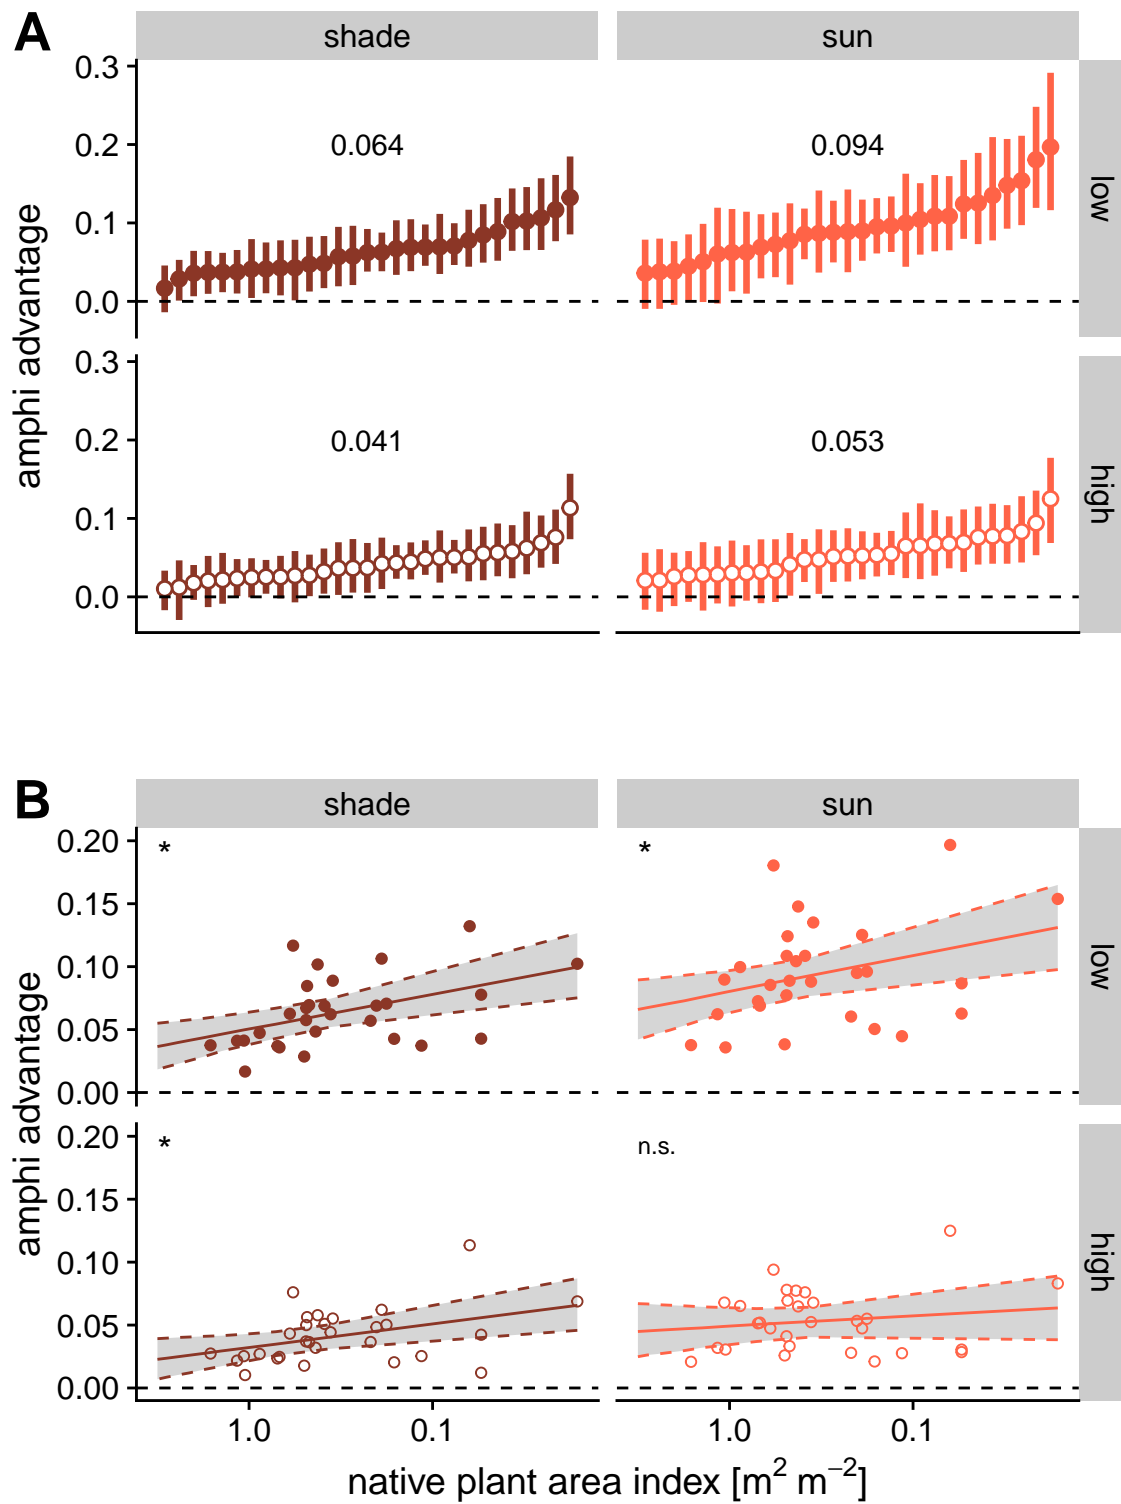 A
shade
sun
0.3
0.2
0.1
0.0
0.064
0.094
low
amphi advantage
0.3
0.2
0.1
0.0
0.041
0.053
high
B
shade
sun
0.20
0.15
0.10
0.05
0.00
*
*
low
amphi advantage
0.20
0.15
0.10
0.05
0.00
*
n.s.
high
1.0
0.1
1.0
0.1
native plant area index [m² m⁻²]